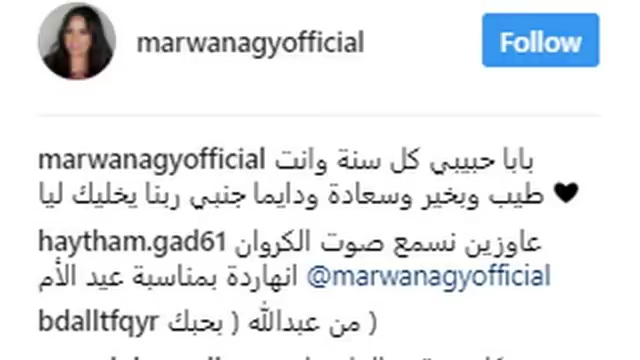 marwanagyofficial
Follow
marwanagyofficial بابا حبيبي كل سنة وانت
طيب وبخير وسعادة ودايما جنبي ربنا يخليك ليا 🖤
haytham.gad61 عاوزين نسمع صوت الكروان
انهاردة بمناسبة عيد الأم @marwanagyofficial
bdalltfqyr من عبدالله ) بحبك )